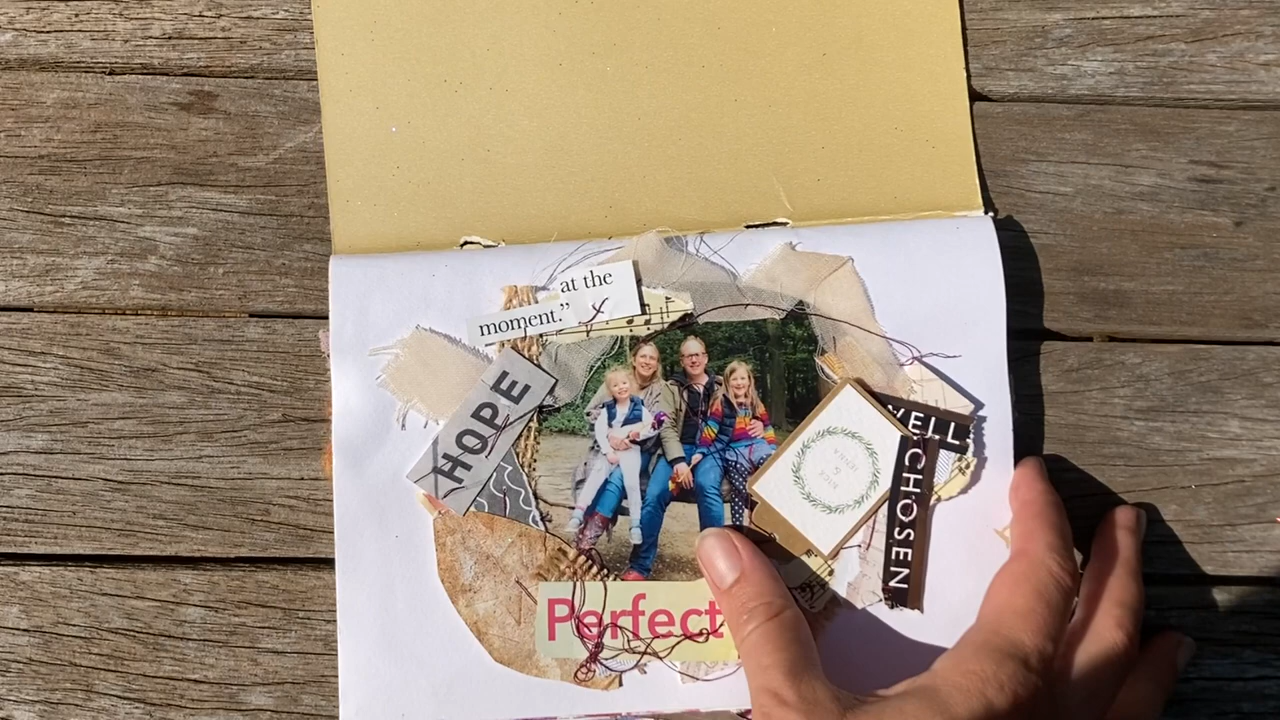 at the
moment.”
HOPE
WELL
CHOSEN
Perfect